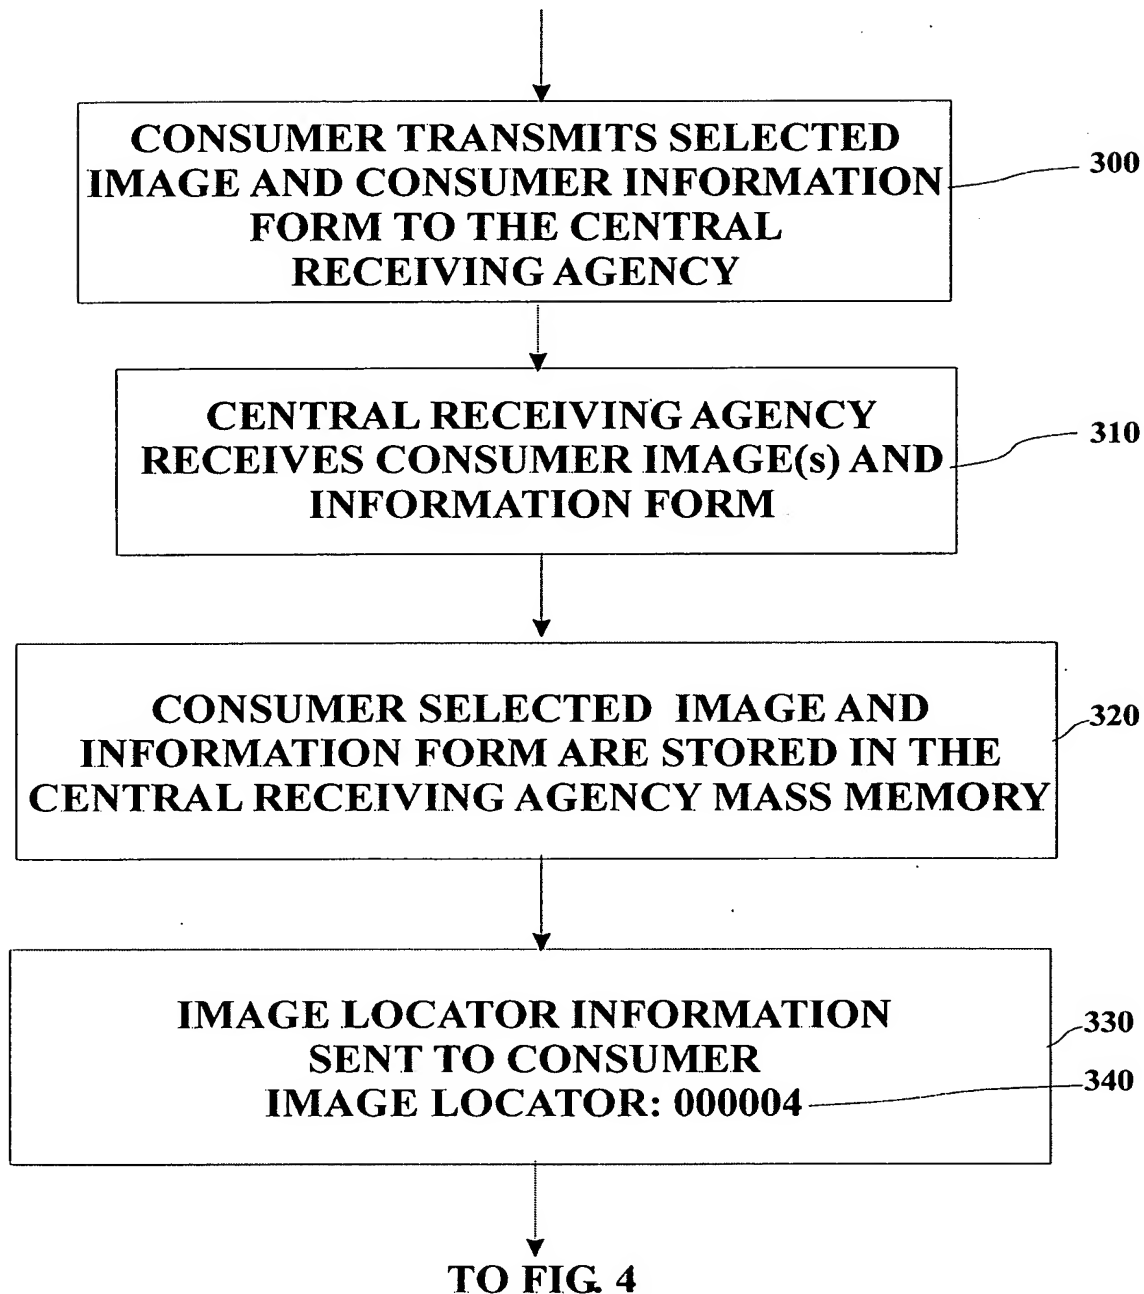 CONSUMER TRANSMITS SELECTED
IMAGE AND CONSUMER INFORMATION
FORM TO THE CENTRAL
RECEIVING AGENCY
300
CENTRAL RECEIVING AGENCY
RECEIVES CONSUMER IMAGE(s) AND
INFORMATION FORM
310
CONSUMER SELECTED IMAGE AND
INFORMATION FORM ARE STORED IN THE
CENTRAL RECEIVING AGENCY MASS MEMORY
320
IMAGE LOCATOR INFORMATION
SENT TO CONSUMER
IMAGE LOCATOR: 000004
330
340
TO FIG. 4